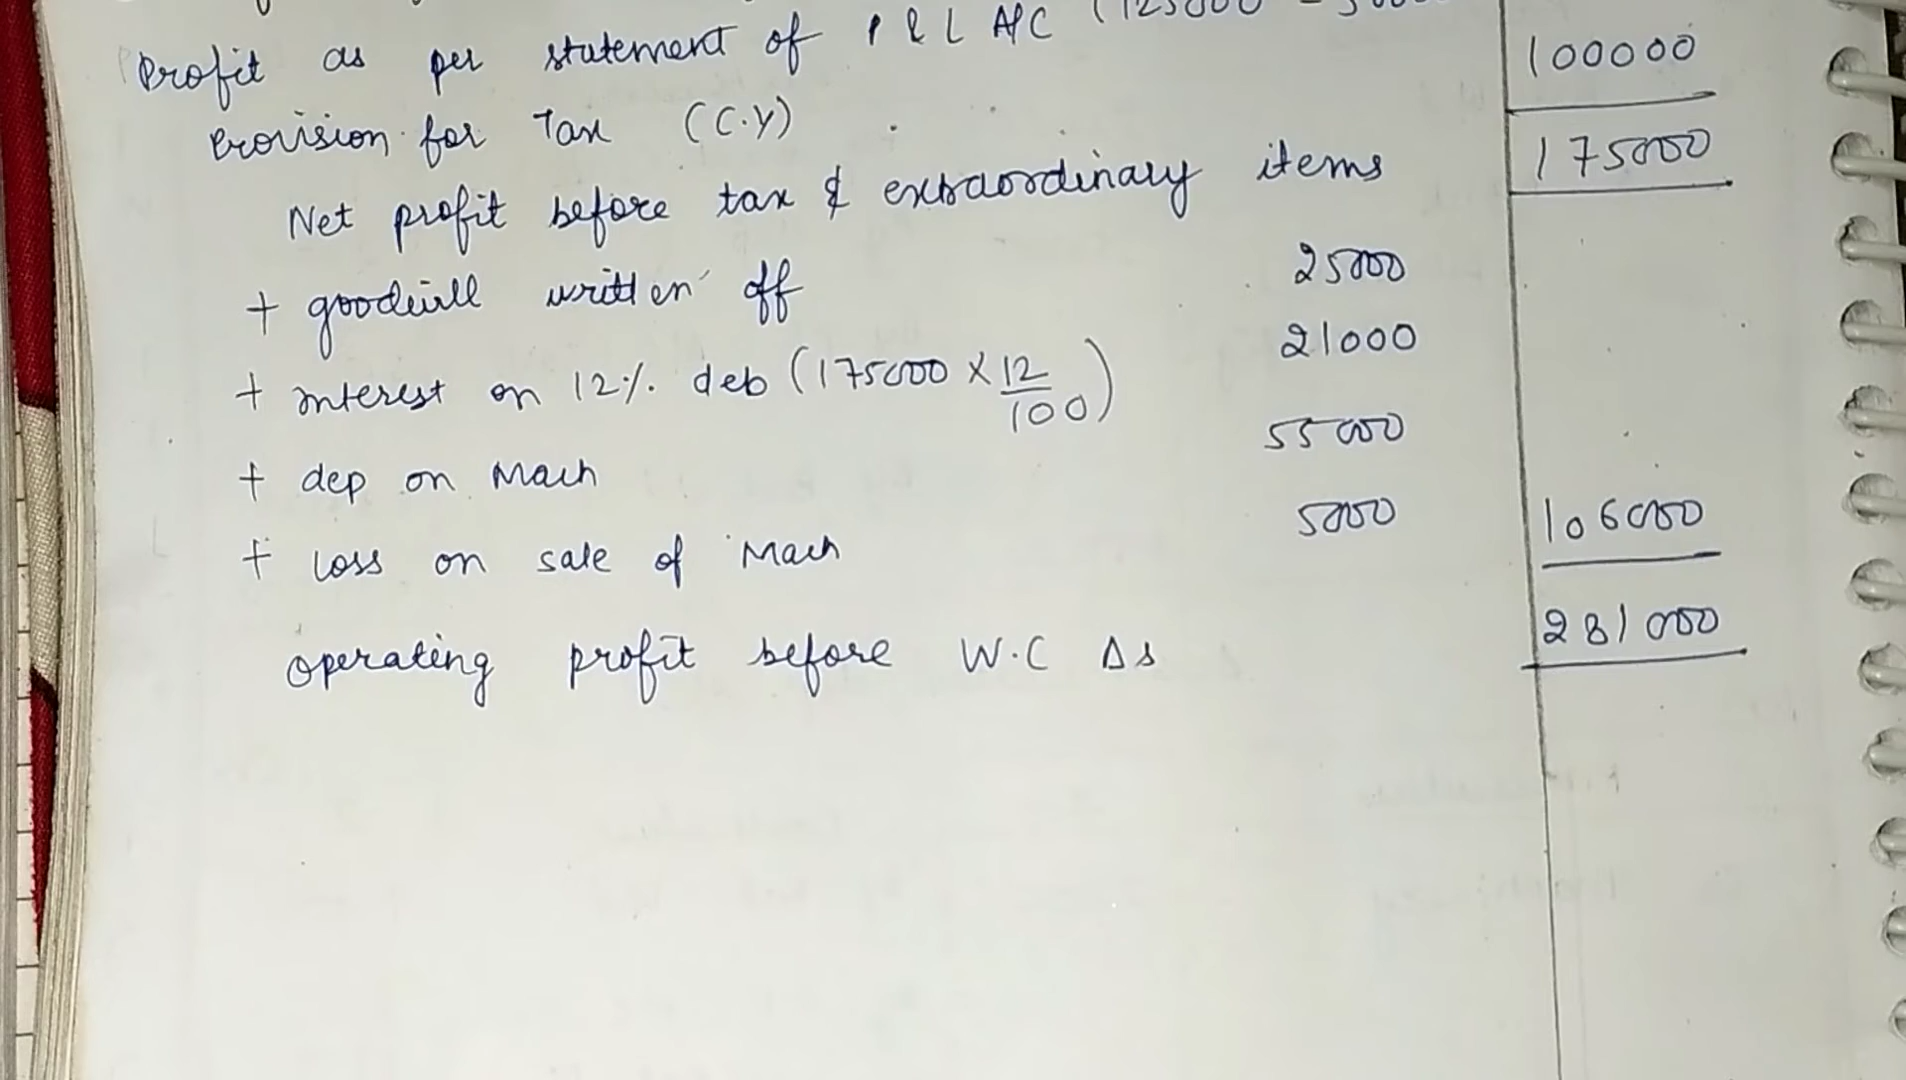 Profit as per statement of P & L A/C (125000 - 5000
100000
Provision for Tax (C.Y)
Net profit before tax & extraordinary items 175000
+ goodwill written off 25000
+ interest on 12% deb (175000 × 12/100) 21000
+ dep on Mach 55000
+ loss on sale of Mach 5000 106000
operating profit before W.C Δs 281000